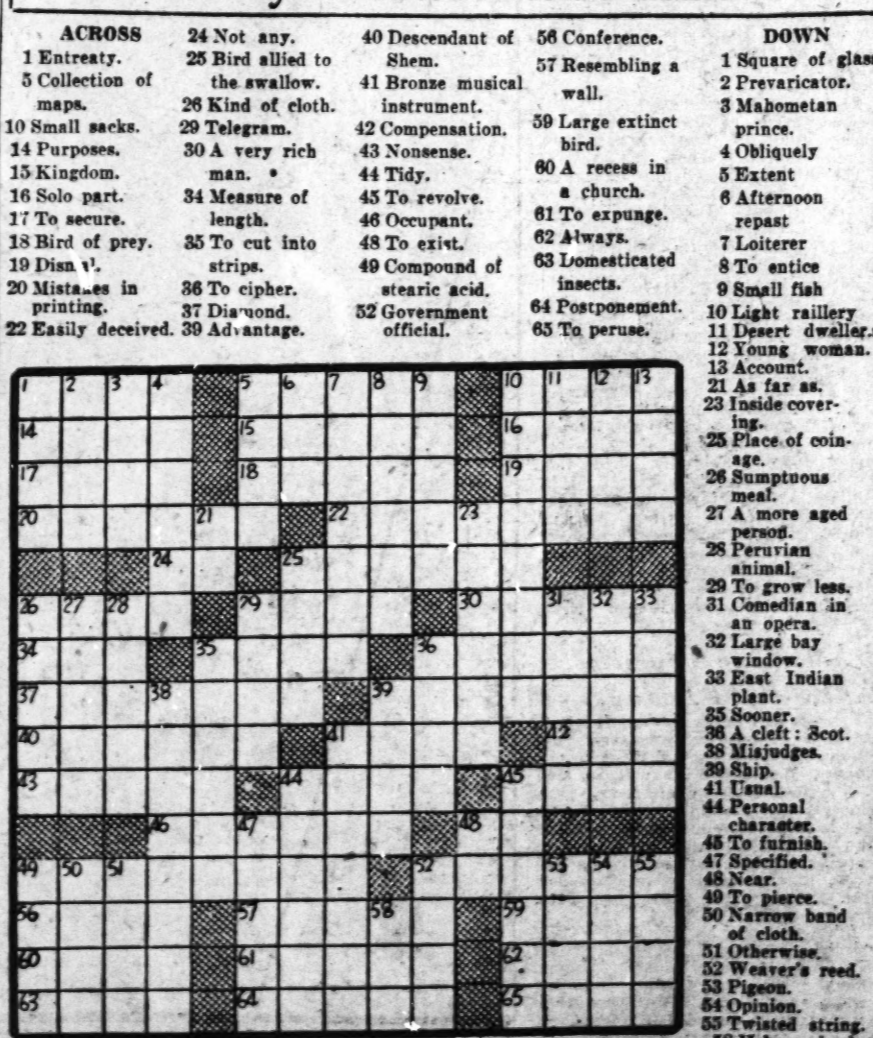 ACROSS
1 Entreaty.
5 Collection of
maps.
10 Small sacks.
14 Purposes.
15 Kingdom.
16 Solo part.
17 To secure.
18 Bird of prey.
19
20 Mistakes in
printing.
22 Easily deceived.
24 Not any.
25 Bird allied to
the swallow.
26 Kind of cloth.
29 Telegram.
30 A very rich
man.
34 Measure of
length.
35 To cut into
strips.
36 To cipher.
37 Diamond.
39 Advantage.
40 Descendant of
Shem.
41 Bronze musical
instrument.
42 Compensation.
43 Nonsense.
44 Tidy.
45 To revolve.
46 Occupant.
48 To exist.
49 Compound of
stearic acid.
52 Government
official.
56 Conference.
57 Resembling a
wall.
59 Large extinct
bird.
60 A recess in
a church.
61 To expunge.
62 Always.
63 Domesticated
insects.
64 Postponement.
65 To peruse.
DOWN
1 Square of glass
2 Prevaricator.
3 Mahometan
prince.
4 Obliquely
5 Extent
6 Afternoon
repast
7 Loiterer
8 To entice
9 Small fish
10 Light raillery
11 Desert dweller.
12 Young woman.
13 Account.
21 As far as.
23 Inside cover-
ing.
25 Place of coin-
age.
26 Sumptuous
meal.
27 A more aged
person.
28 Peruvian
animal.
29 To grow less.
31 Comedian in
an opera.
32 Large bay
window.
33 East Indian
plant.
35 Sooner.
36 A cleft: Scot.
38 Misjudges.
39 Ship.
41 Usual.
44 Personal
character.
45 To furnish.
47 Specified.
48 Near.
49 To pierce.
50 Narrow band
of cloth.
51 Otherwise.
52 Weaver's reed.
53 Pigeon.
54 Opinion.
55 Twisted string.
1 2 3 4 5 6 7 8 9 10 11 12 13
14 15 16
17 18 19
20 21 22 23
24 25
26 27 28 29 30 31 32 33
34 35 36
37 38 39
40 41 42
43 44 45
46 47 48
49 50 51 52 53 54 55
56 57 58 59
60 61 62
63 64 65